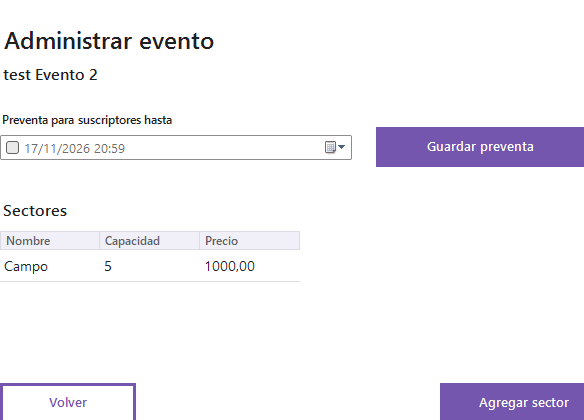 Administrar evento
test Evento 2
Preventa para suscriptores hasta
17/11/2026 20:59
Guardar preventa
Sectores
Nombre Capacidad Precio
Campo 5 1000,00
Volver
Agregar sector